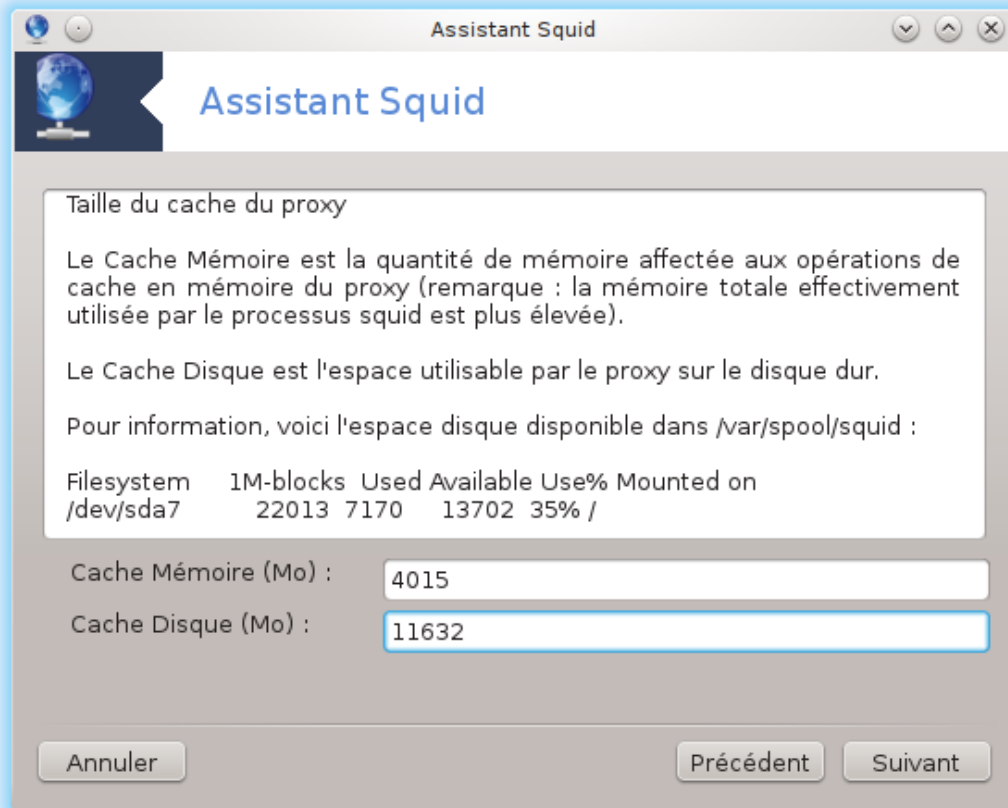 Assistant Squid
Assistant Squid
Taille du cache du proxy
Le Cache Mémoire est la quantité de mémoire affectée aux opérations de
cache en mémoire du proxy (remarque : la mémoire totale effectivement
utilisée par le processus squid est plus élevée).
Le Cache Disque est l'espace utilisable par le proxy sur le disque dur.
Pour information, voici l'espace disque disponible dans /var/spool/squid :
Filesystem 1M-blocks Used Available Use% Mounted on
/dev/sda7 22013 7170 13702 35% /
Cache Mémoire (Mo) : 4015
Cache Disque (Mo) : 11632
Annuler Précédent Suivant